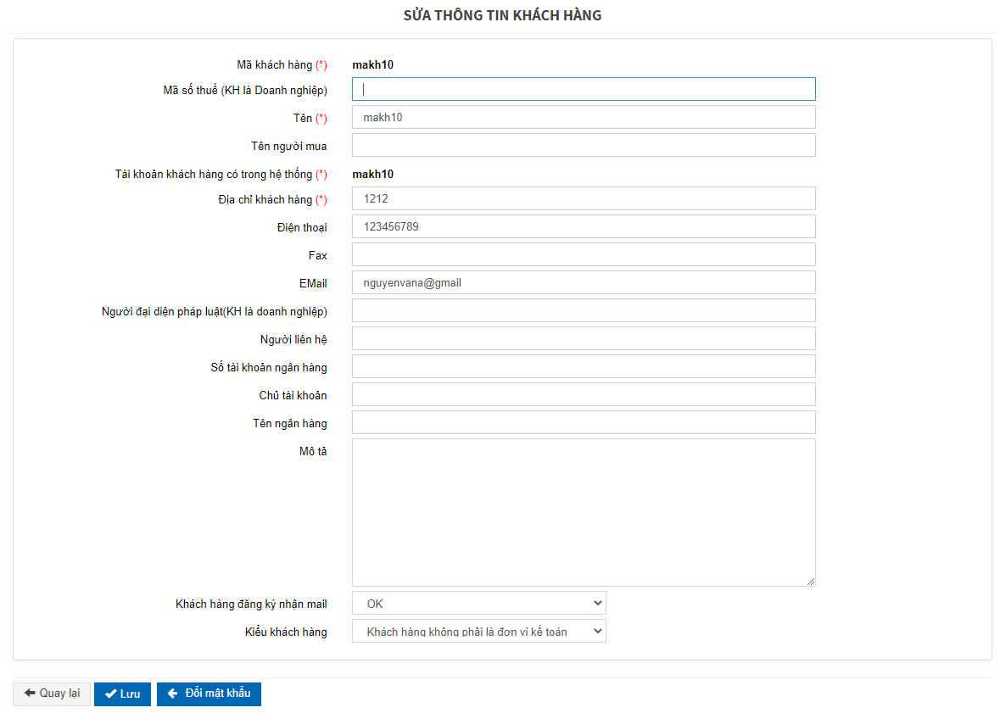 SỬA THÔNG TIN KHÁCH HÀNG
Mã khách hàng (*) makh10
Mã số thuế (KH là Doanh nghiệp)
Tên (*) makh10
Tên người mua
Tài khoản khách hàng có trong hệ thống (*) makh10
Địa chỉ khách hàng (*) 1212
Điện thoại 123456789
Fax
EMail nguyenvana@gmail
Người đại diện pháp luật(KH là doanh nghiệp)
Người liên hệ
Số tài khoản ngân hàng
Chủ tài khoản
Tên ngân hàng
Mô tả
Khách hàng đăng ký nhận mail OK
Kiểu khách hàng Khách hàng không phải là đơn vị kế toán
Quay lại Lưu Đổi mật khẩu